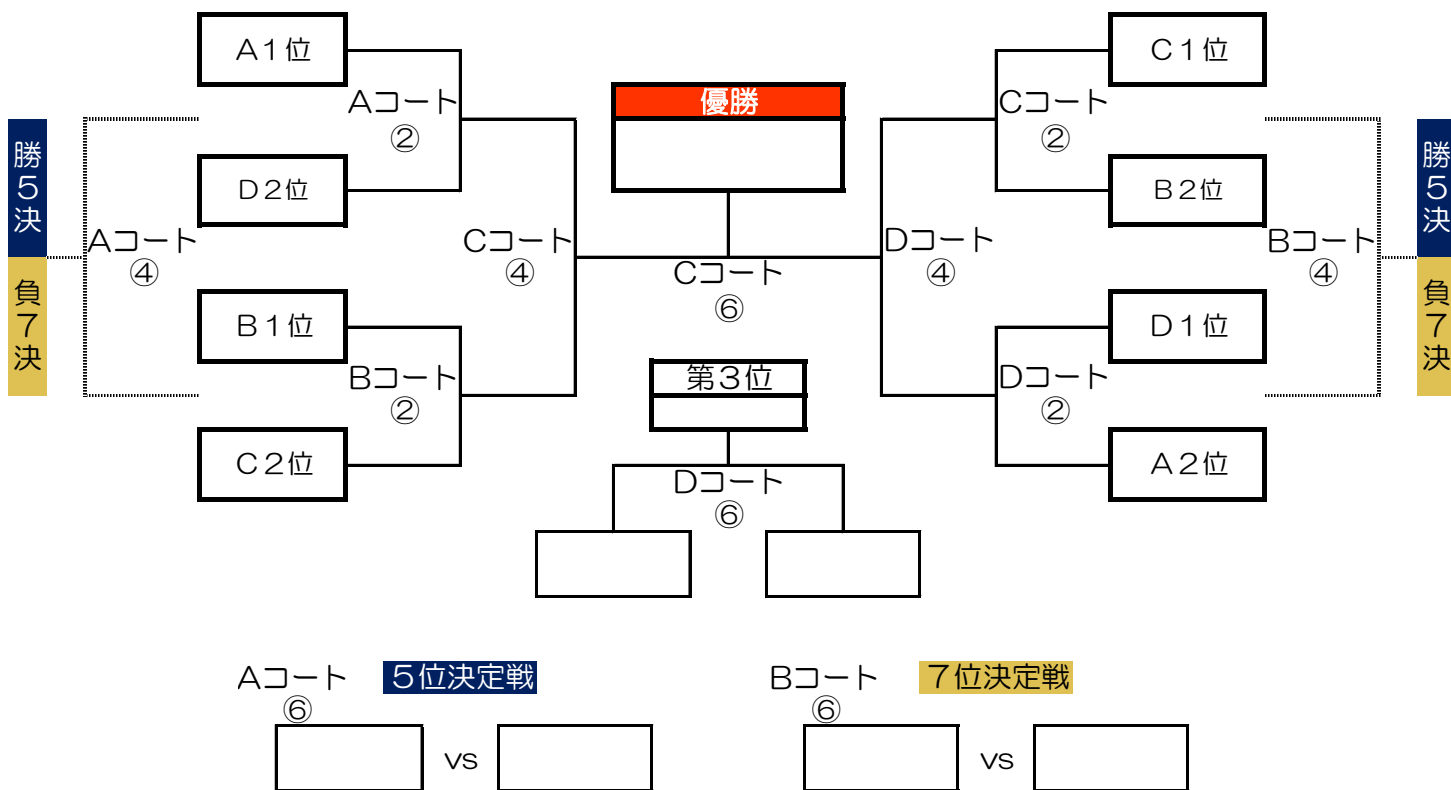 A1位
C1位
優勝
Aコート
②
Cコート
②
勝5決
勝5決
D2位
B2位
Aコート
④
Cコート
④
Dコート
④
Bコート
④
Cコート
⑥
負7決
負7決
B1位
D1位
Bコート
②
第3位
Dコート
②
C2位
A2位
Dコート
⑥
Aコート
⑥
5位決定戦
Bコート
⑥
7位決定戦
vs
vs